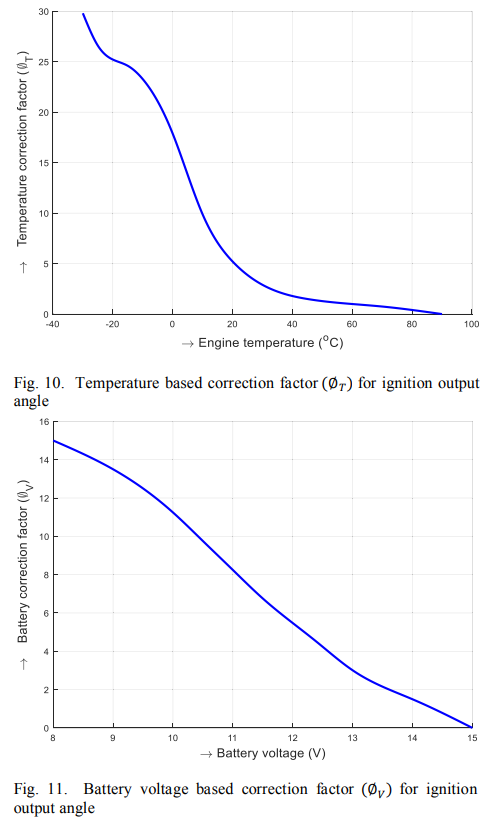 30
25
20
15
10
5
0
→ Temperature correction factor (∅T)
-40 -20 0 20 40 60 80 100
→ Engine temperature (oC)
Fig. 10. Temperature based correction factor (∅T) for ignition output
angle
16
14
12
10
8
6
4
2
0
→ Battery correction factor (∅V)
8 9 10 11 12 13 14 15
→ Battery voltage (V)
Fig. 11. Battery voltage based correction factor (∅V) for ignition
output angle